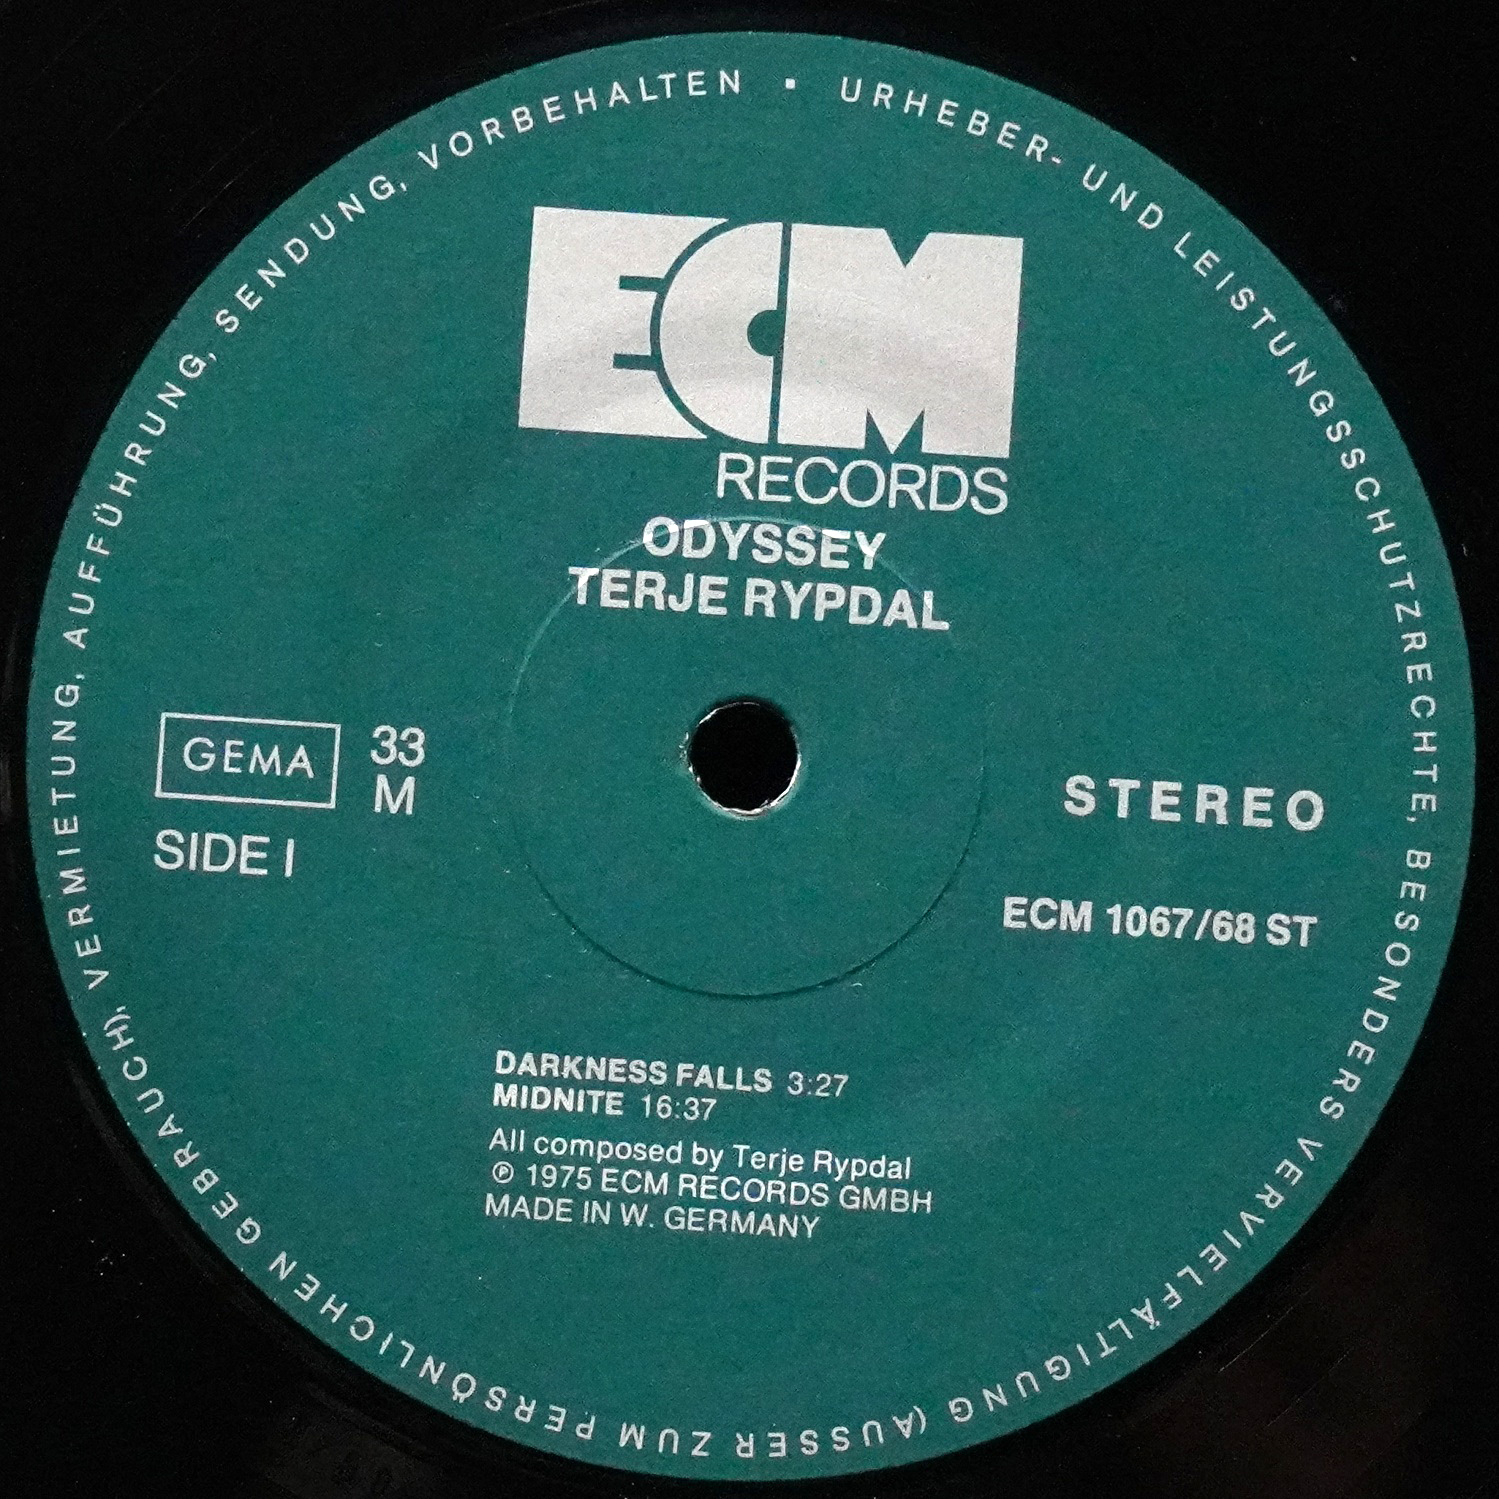 URHEBER- UND LEISTUNGSSCHUTZRECHTE, BESONDERS VERVIELFÄLTIGUNG (AUSSER ZUM PERSÖNLICHEN GEBRAUCH), VERMIETUNG, AUFFÜHRUNG, SENDUNG, VORBEHALTEN ·
ECM
RECORDS
ODYSSEY
TERJE RYPDAL
GEMA
33
M
SIDE I
STEREO
ECM 1067/68 ST
DARKNESS FALLS 3:27
MIDNITE 16:37
All composed by Terje Rypdal
℗ 1975 ECM RECORDS GMBH
MADE IN W. GERMANY